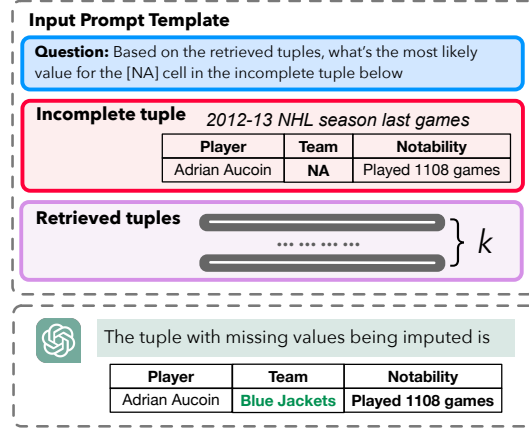 Input Prompt Template
Question: Based on the retrieved tuples, what's the most likely
value for the [NA] cell in the incomplete tuple below
Incomplete tuple 2012-13 NHL season last games
Player Team Notability
Adrian Aucoin NA Played 1108 games
Retrieved tuples
... ... ... ...
k
The tuple with missing values being imputed is
Player Team Notability
Adrian Aucoin Blue Jackets Played 1108 games